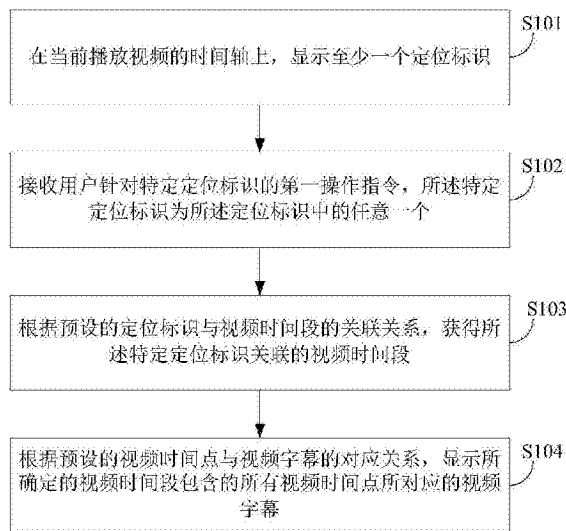 S101
在当前播放视频的时间轴上，显示至少一个定位标识
S102
接收用户针对特定定位标识的第一操作指令，所述特定
定位标识为所述定位标识中的任意一个
S103
根据预设的定位标识与视频时间段的关联关系，获得所
述特定定位标识关联的视频时间段
S104
根据预设的视频时间点与视频字幕的对应关系，显示所
确定的视频时间段包含的所有视频时间点所对应的视频
字幕